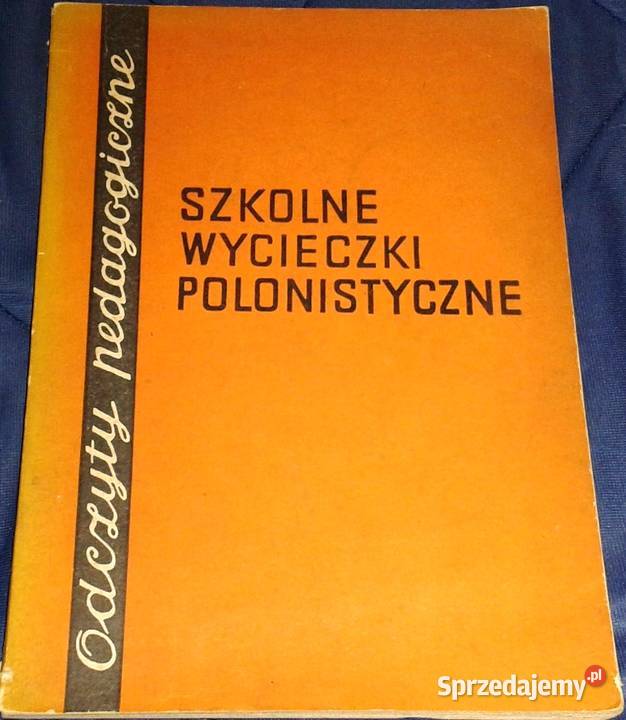 Odczyty pedagogiczne
SZKOLNE
WYCIECZKI
POLONISTYCZNE
Sprzedajemy.pl